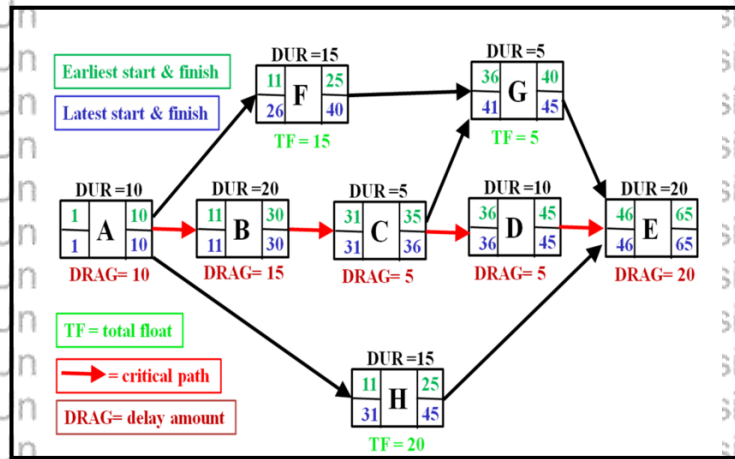 DUR =15
DUR =5
Earliest start & finish
11 F 25
26 40
36 G 40
41 45
Latest start & finish
TF = 15
TF = 5
DUR =10
DUR =20
DUR =5
DUR =10
DUR =20
1 A 10
1 10
11 B 30
11 30
31 C 35
31 36
36 D 45
36 45
46 E 65
46 65
DRAG= 10
DRAG= 15
DRAG= 5
DRAG= 5
DRAG= 20
TF = total float
DUR =15
= critical path
11 H 25
31 45
DRAG= delay amount
TF = 20